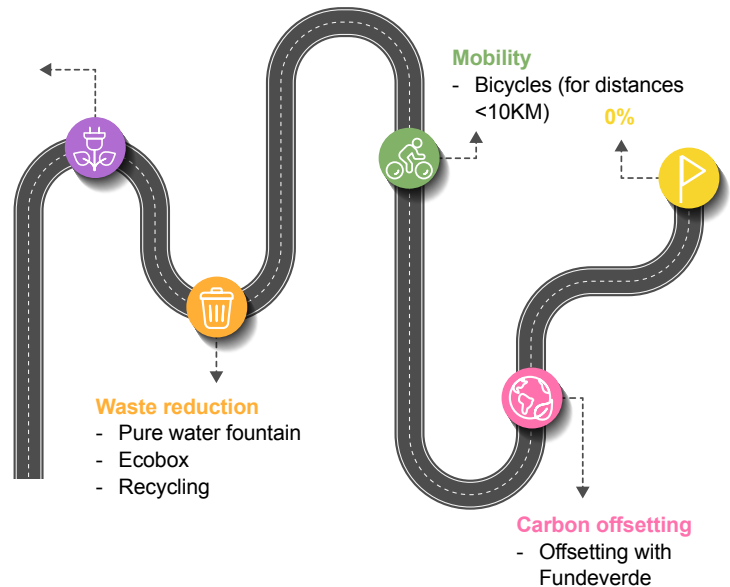 Mobility
- Bicycles (for distances
<10KM)
0%
Waste reduction
- Pure water fountain
- Ecobox
- Recycling
Carbon offsetting
- Offsetting with
Fundeverde